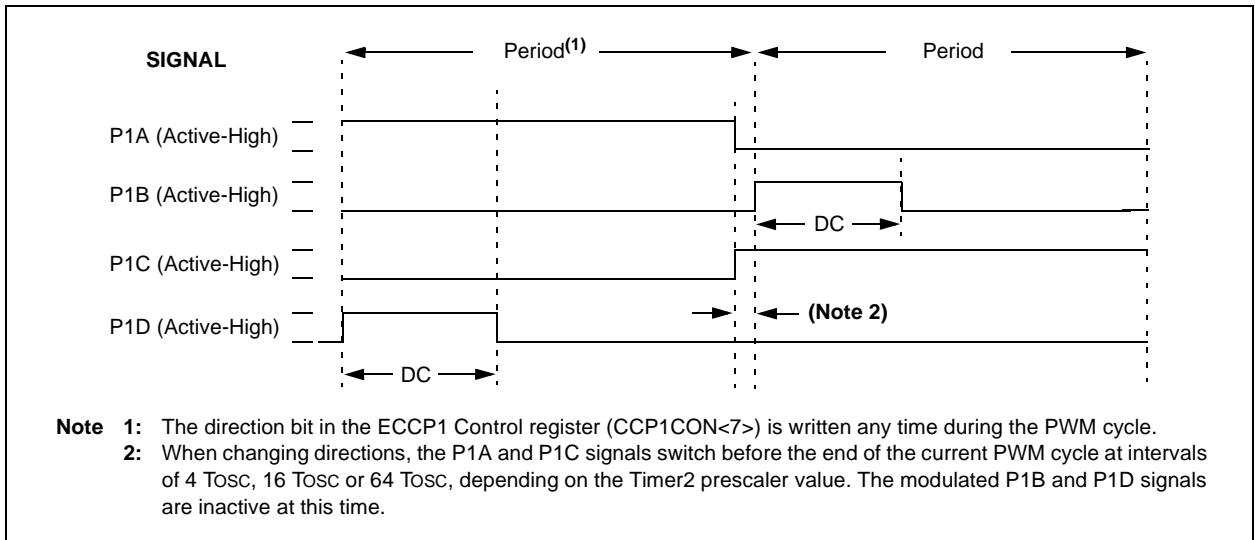 SIGNAL
Period(1)
Period
P1A (Active-High)
P1B (Active-High)
DC
P1C (Active-High)
P1D (Active-High)
(Note 2)
DC
Note 1: The direction bit in the ECCP1 Control register (CCP1CON<7>) is written any time during the PWM cycle.
2: When changing directions, the P1A and P1C signals switch before the end of the current PWM cycle at intervals
of 4 TOSC, 16 TOSC or 64 TOSC, depending on the Timer2 prescaler value. The modulated P1B and P1D signals
are inactive at this time.